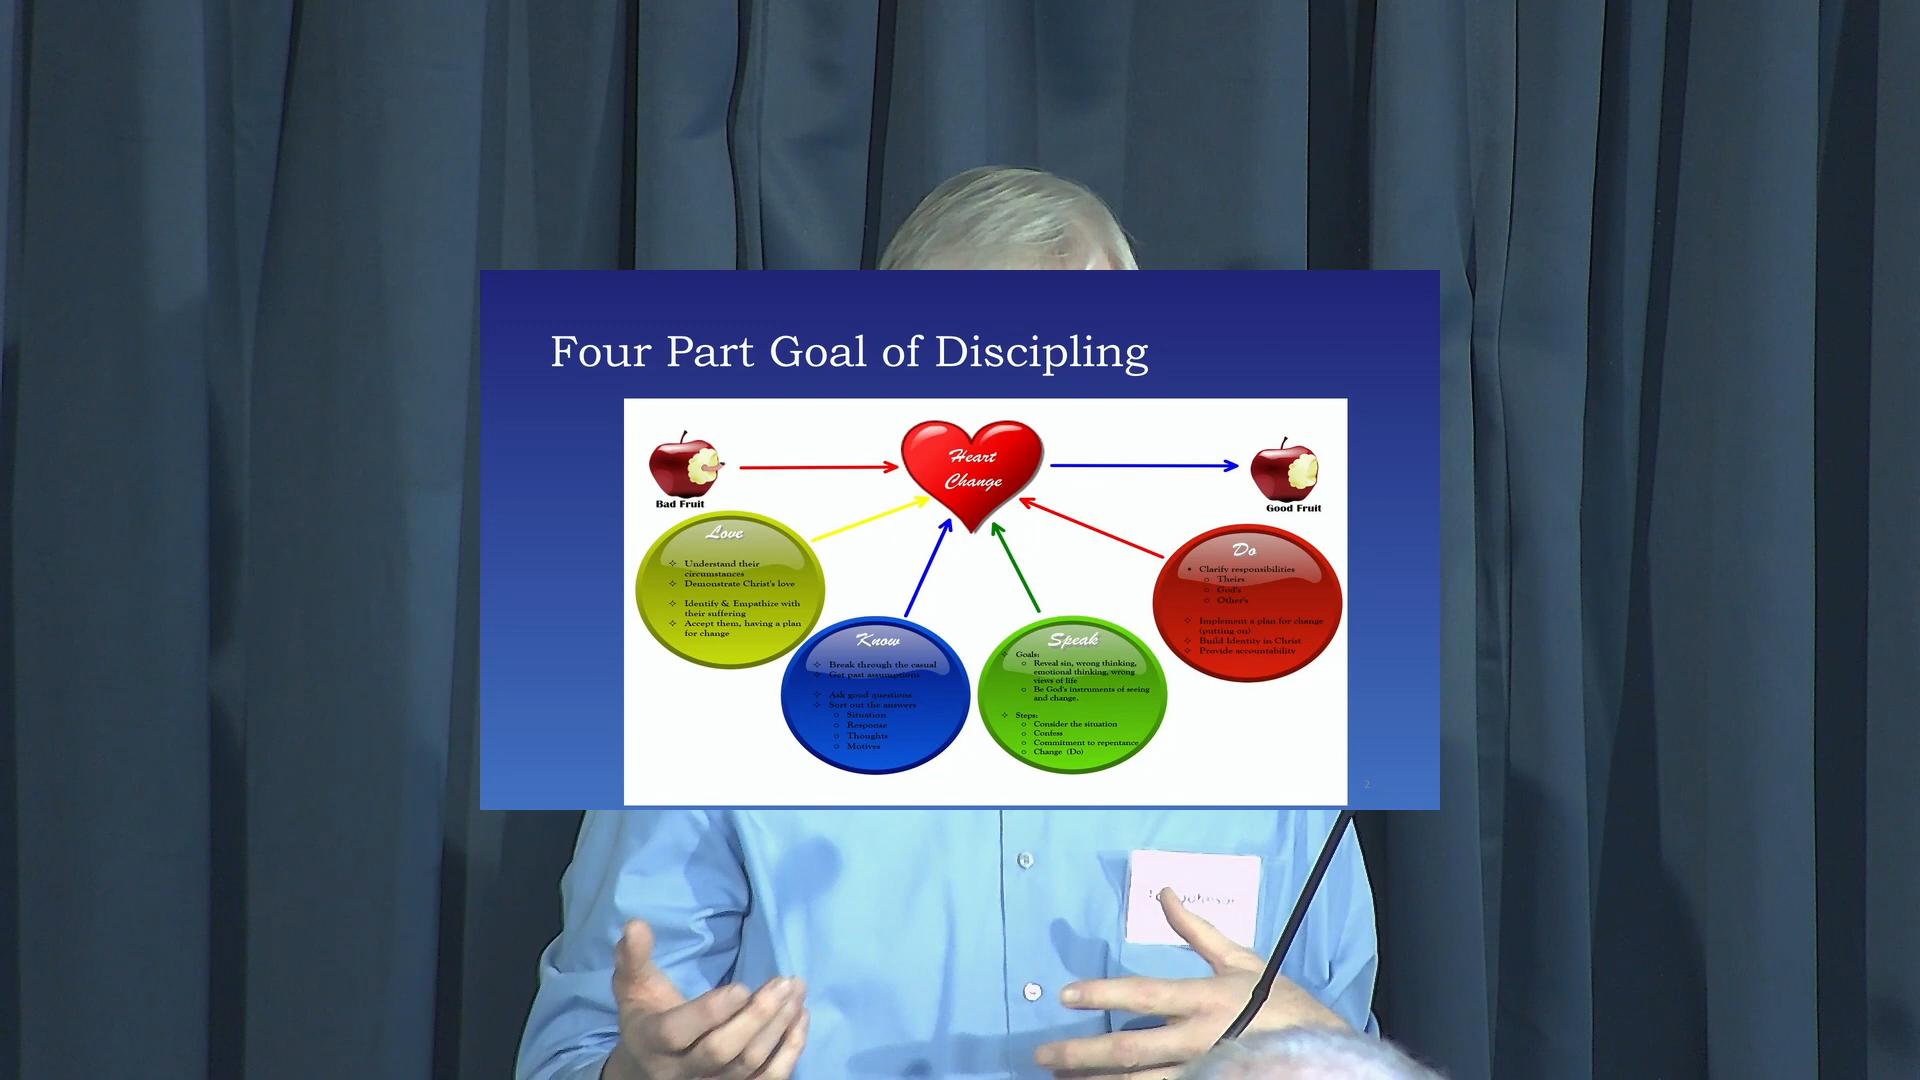 Four Part Goal of Discipling
Heart
Change
Bad Fruit
Good Fruit
Love
Understand their
circumstances
Demonstrate Christ's love
Identify & Empathize with
their suffering
Accept them, having a plan
for change
Know
Break through the casual
Get past assumptions
Ask good questions
Sort out the answers
Situation
Response
Thoughts
Motives
Speak
Goals:
Reveal sin, wrong thinking,
emotional thinking, wrong
views of life
Be God's instruments of seeing
and change.
Steps:
Consider the situation
Confess
Commitment to repentance
Change (Do)
Do
Clarify responsibilities
Theirs
God's
Other's
Implement a plan for change
(putting on)
Build Identity in Christ
Provide accountability
2